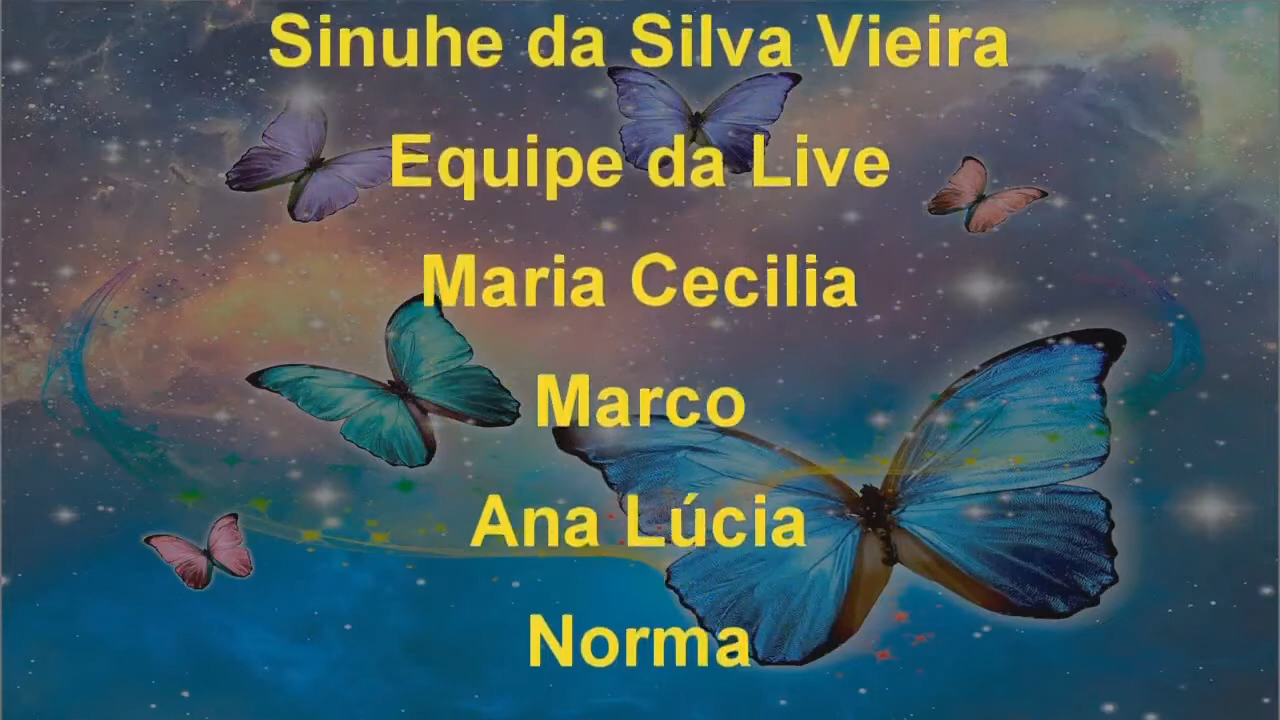 Sinuhe da Silva Vieira
Equipe da Live
Maria Cecilia
Marco
Ana Lúcia
Norma